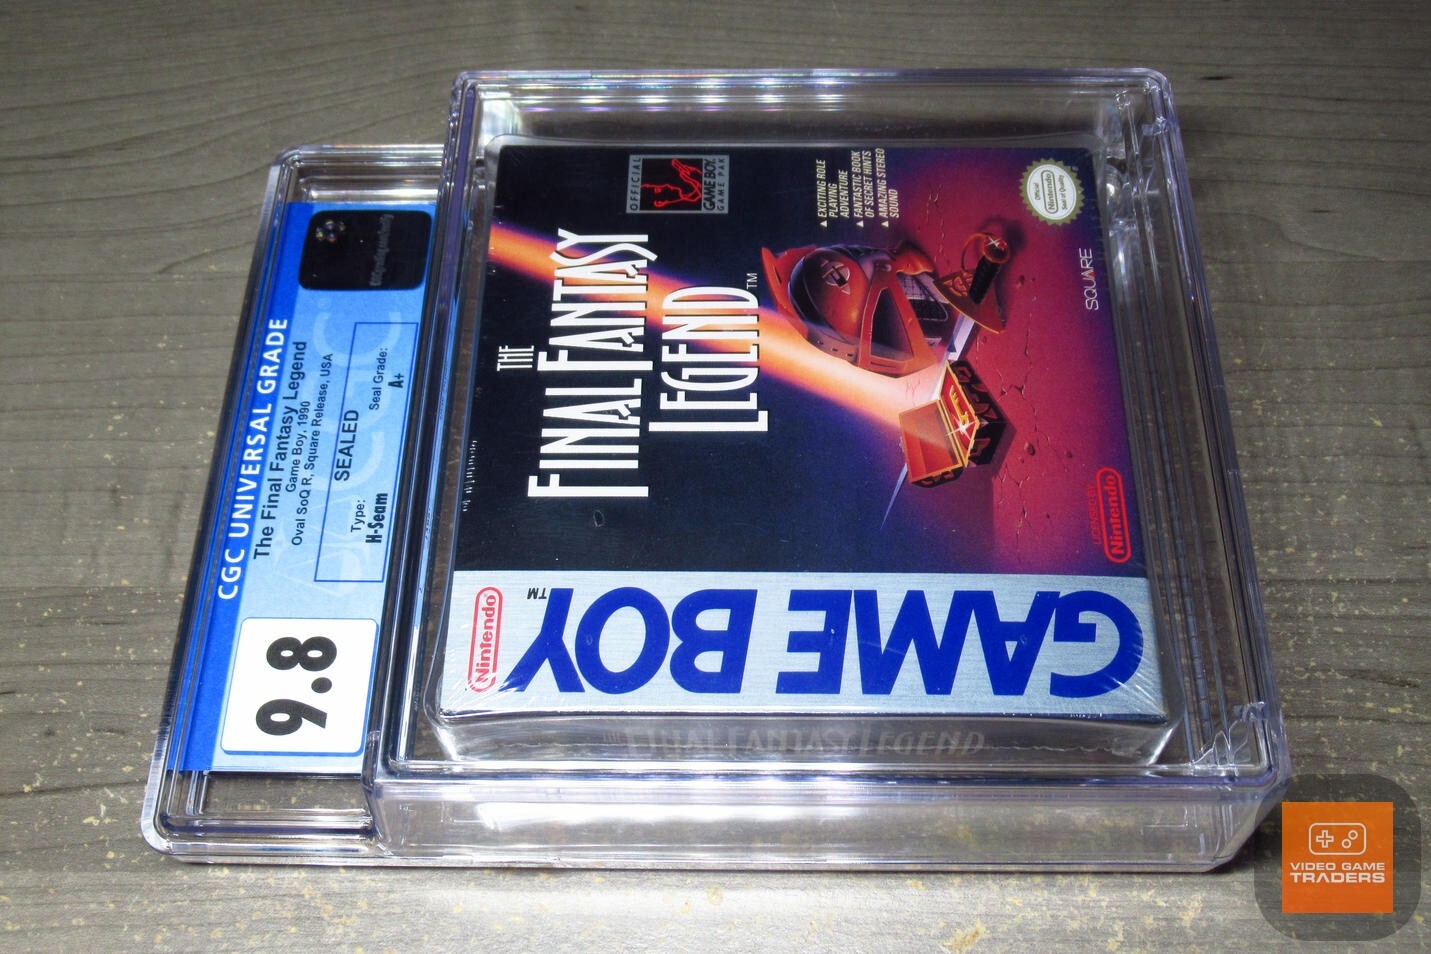 CGC UNIVERSAL GRADE
The Final Fantasy Legend
Game Boy, 1990
Oval SoQ R, Square Release, USA
SEALED
Type:
H-Seam
Seal Grade:
A+
9.8
Nintendo
GAME BOY
TM
THE
FINAL FANTASY
LEGEND
TM
OFFICIAL
GAME BOY
GAME PAK
▲ EXCITING ROLE
PLAYING
ADVENTURE
▲ FANTASTIC BOOK
OF SECRET HINTS
▲ AMAZING STEREO
SOUND
Official
Nintendo
Seal of Quality
SQUARE
LICENSED BY
Nintendo
THE FINAL FANTASY LEGEND
VIDEO GAME
TRADERS